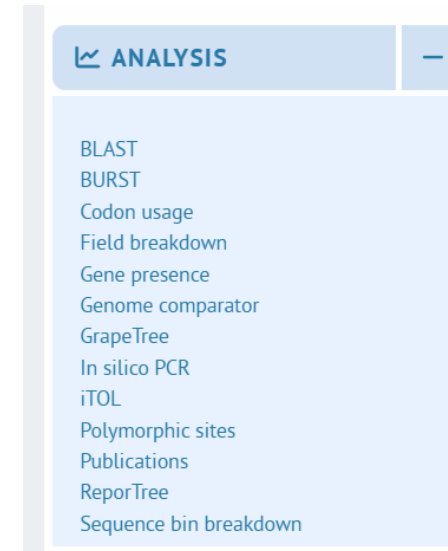 ANALYSIS
BLAST
BURST
Codon usage
Field breakdown
Gene presence
Genome comparator
GrapeTree
In silico PCR
iTOL
Polymorphic sites
Publications
ReporTree
Sequence bin breakdown